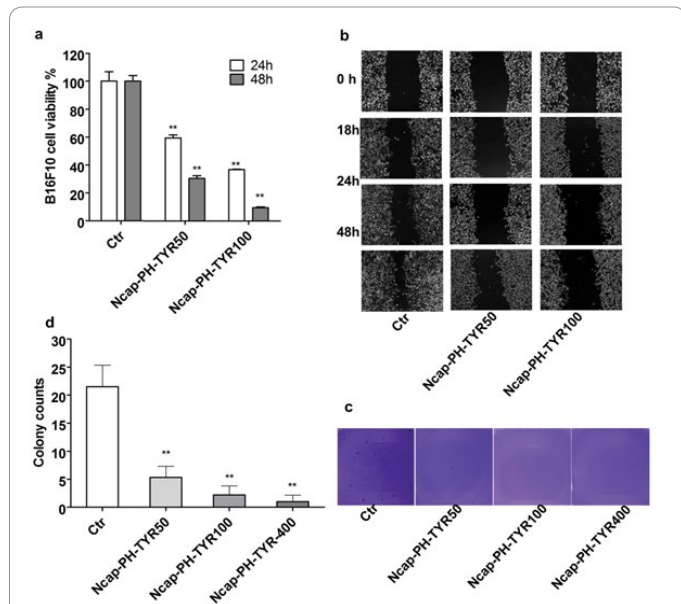 a
B16F10 cell viability %
120
100
80
60
40
20
0
24h
48h
**
**
**
**
Ctr
Ncap-PH-TYR50
Ncap-PH-TYR100
b
0 h
18h
24h
48h
Ctr
Ncap-PH-TYR50
Ncap-PH-TYR100
d
Colony counts
30
25
20
15
10
5
0
**
**
**
Ctr
Ncap-PH-TYR50
Ncap-PH-TYR100
Ncap-PH-TYR-400
c
Ctr
Ncap-PH-TYR50
Ncap-PH-TYR100
Ncap-PH-TYR400